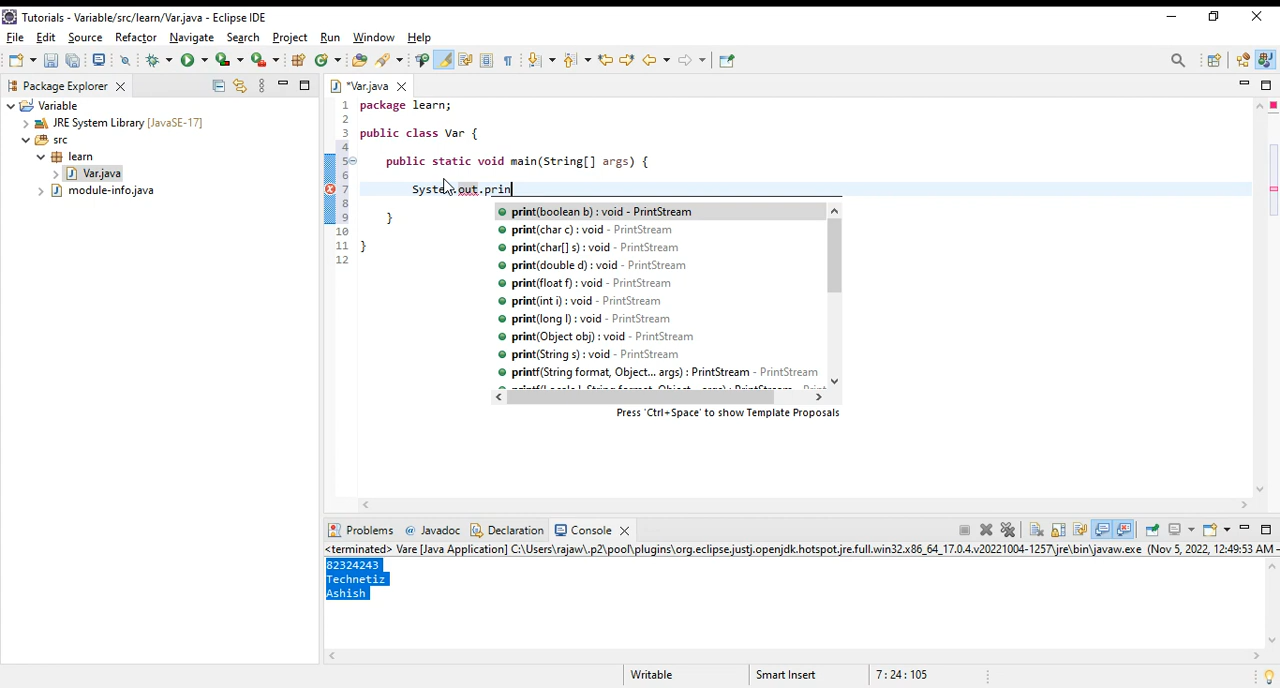 Tutorials - Variable/src/learn/Var.java - Eclipse IDE
File Edit Source Refactor Navigate Search Project Run Window Help
Package Explorer
Variable
JRE System Library [JavaSE-17]
src
learn
Var.java
module-info.java
*Var.java
1 package learn;
2
3 public class Var {
4
5 public static void main(String[] args) {
6
7 System.out.prin
8
9 }
10
11 }
12
print(boolean b) : void - PrintStream
print(char c) : void - PrintStream
print(char[] s) : void - PrintStream
print(double d) : void - PrintStream
print(float f) : void - PrintStream
print(int i) : void - PrintStream
print(long l) : void - PrintStream
print(Object obj) : void - PrintStream
print(String s) : void - PrintStream
printf(String format, Object... args) : PrintStream - PrintStream
Press 'Ctrl+Space' to show Template Proposals
Problems @ Javadoc Declaration Console
<terminated> Vare [Java Application] C:\Users\rajaw\.p2\pool\plugins\org.eclipse.justj.openjdk.hotspot.jre.full.win32.x86_64_17.0.4.v20221004-1257\jre\bin\javaw.exe (Nov 5, 2022, 12:49:53 AM –
82324243
Technetiz
Ashish
Writable Smart Insert 7 : 24 : 105